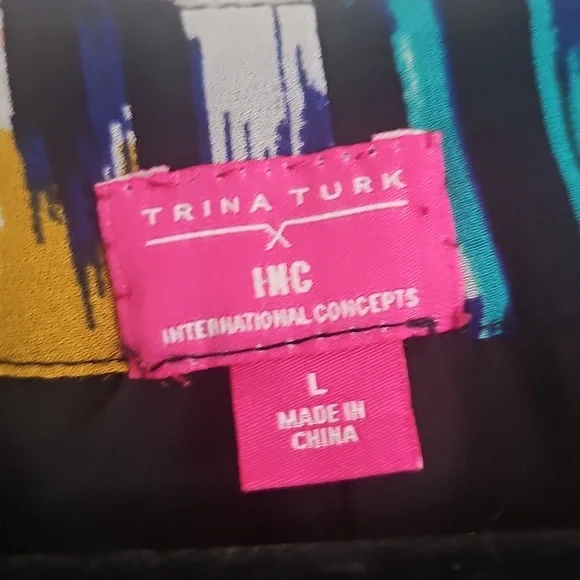 TRINA TURK
X
INC
INTERNATIONAL CONCEPTS
L
MADE IN
CHINA